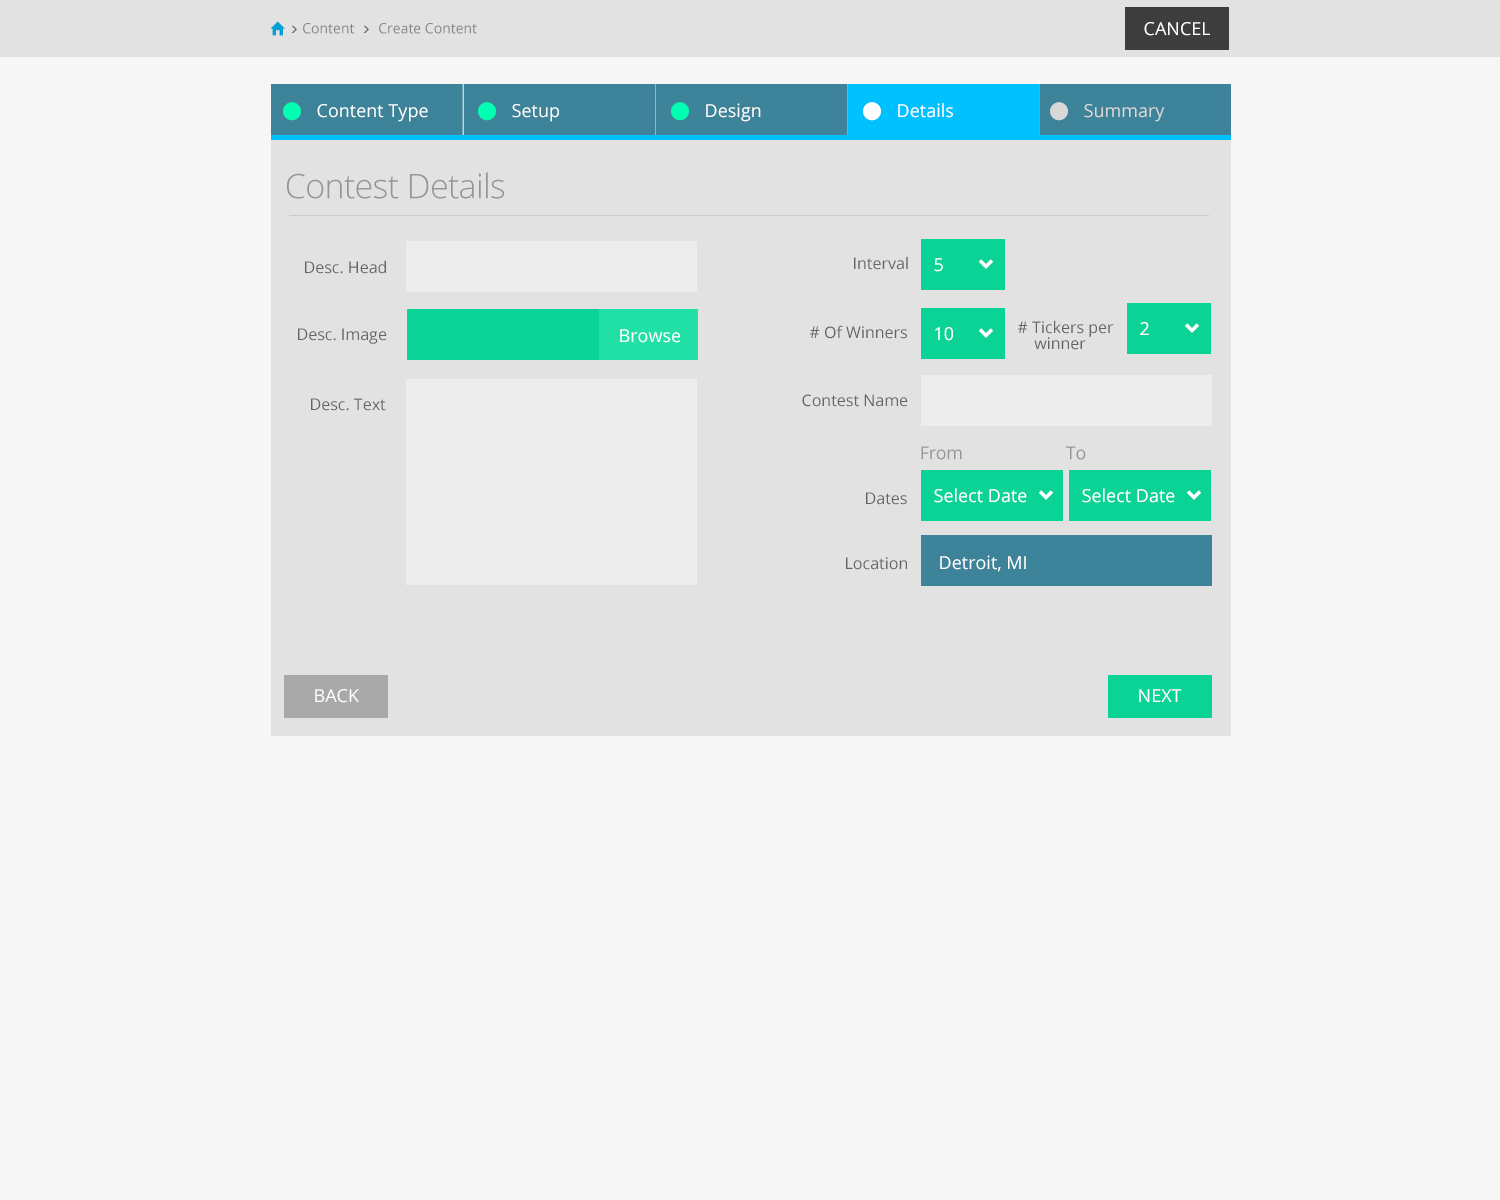 Content Create Content
CANCEL
Content Type
Setup
Design
Details
Summary
Contest Details
Desc. Head
Desc. Image
Browse
Desc. Text
Interval
5
# Of Winners
10
# Tickers per
winner
2
Contest Name
From
To
Dates
Select Date
Select Date
Location
Detroit, MI
BACK
NEXT